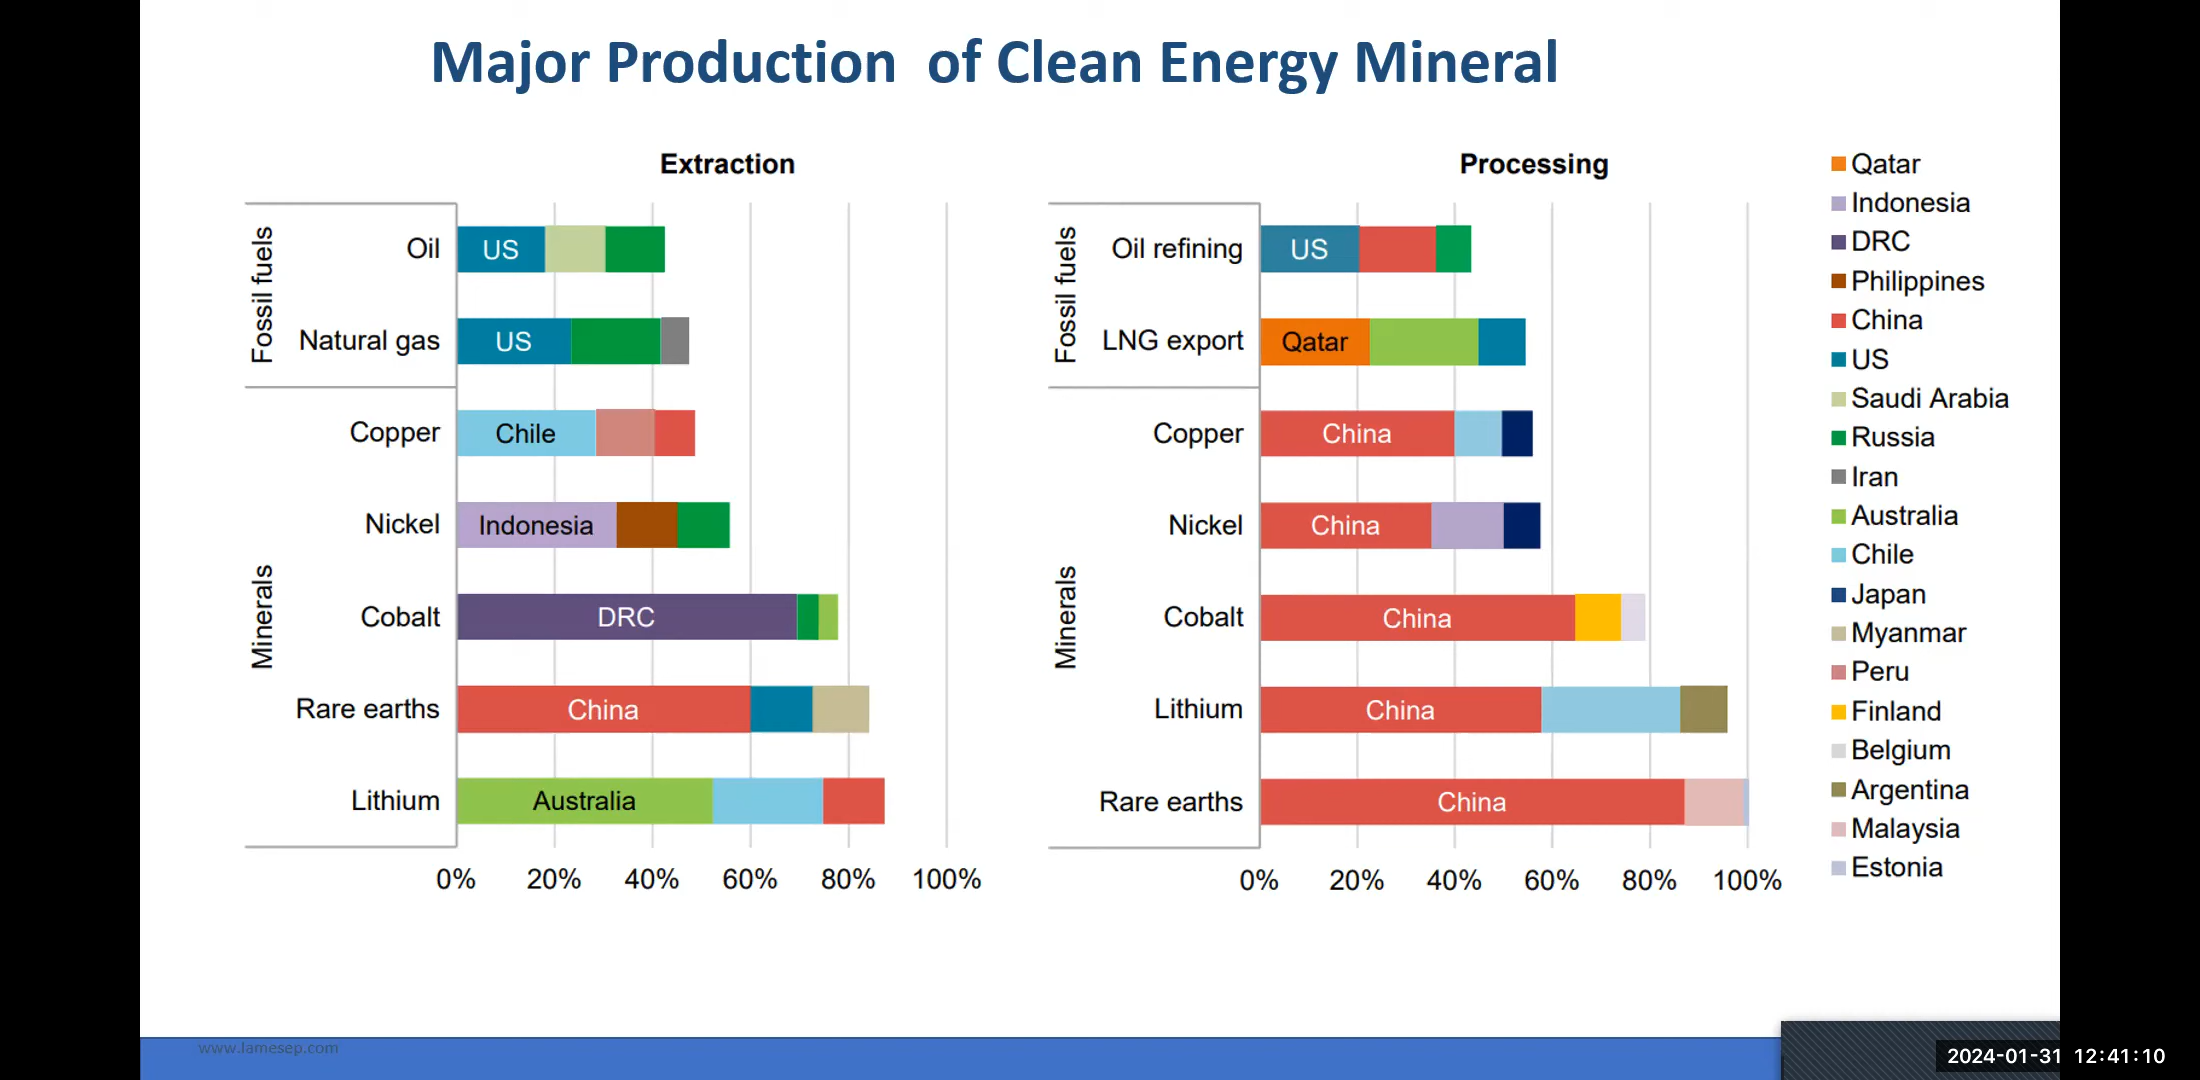 Major Production  of Clean Energy Mineral
Extraction
Fossil fuels
Oil
US
Natural gas
US
Minerals
Copper
Chile
Nickel
Indonesia
Cobalt
DRC
Rare earths
China
Lithium
Australia
0% 20% 40% 60% 80% 100%
Processing
Fossil fuels
Oil refining
US
LNG export
Qatar
Minerals
Copper
China
Nickel
China
Cobalt
China
Lithium
China
Rare earths
China
0% 20% 40% 60% 80% 100%
Qatar
Indonesia
DRC
Philippines
China
US
Saudi Arabia
Russia
Iran
Australia
Chile
Japan
Myanmar
Peru
Finland
Belgium
Argentina
Malaysia
Estonia
www.lamesep.com
2024-01-31 12:41:10